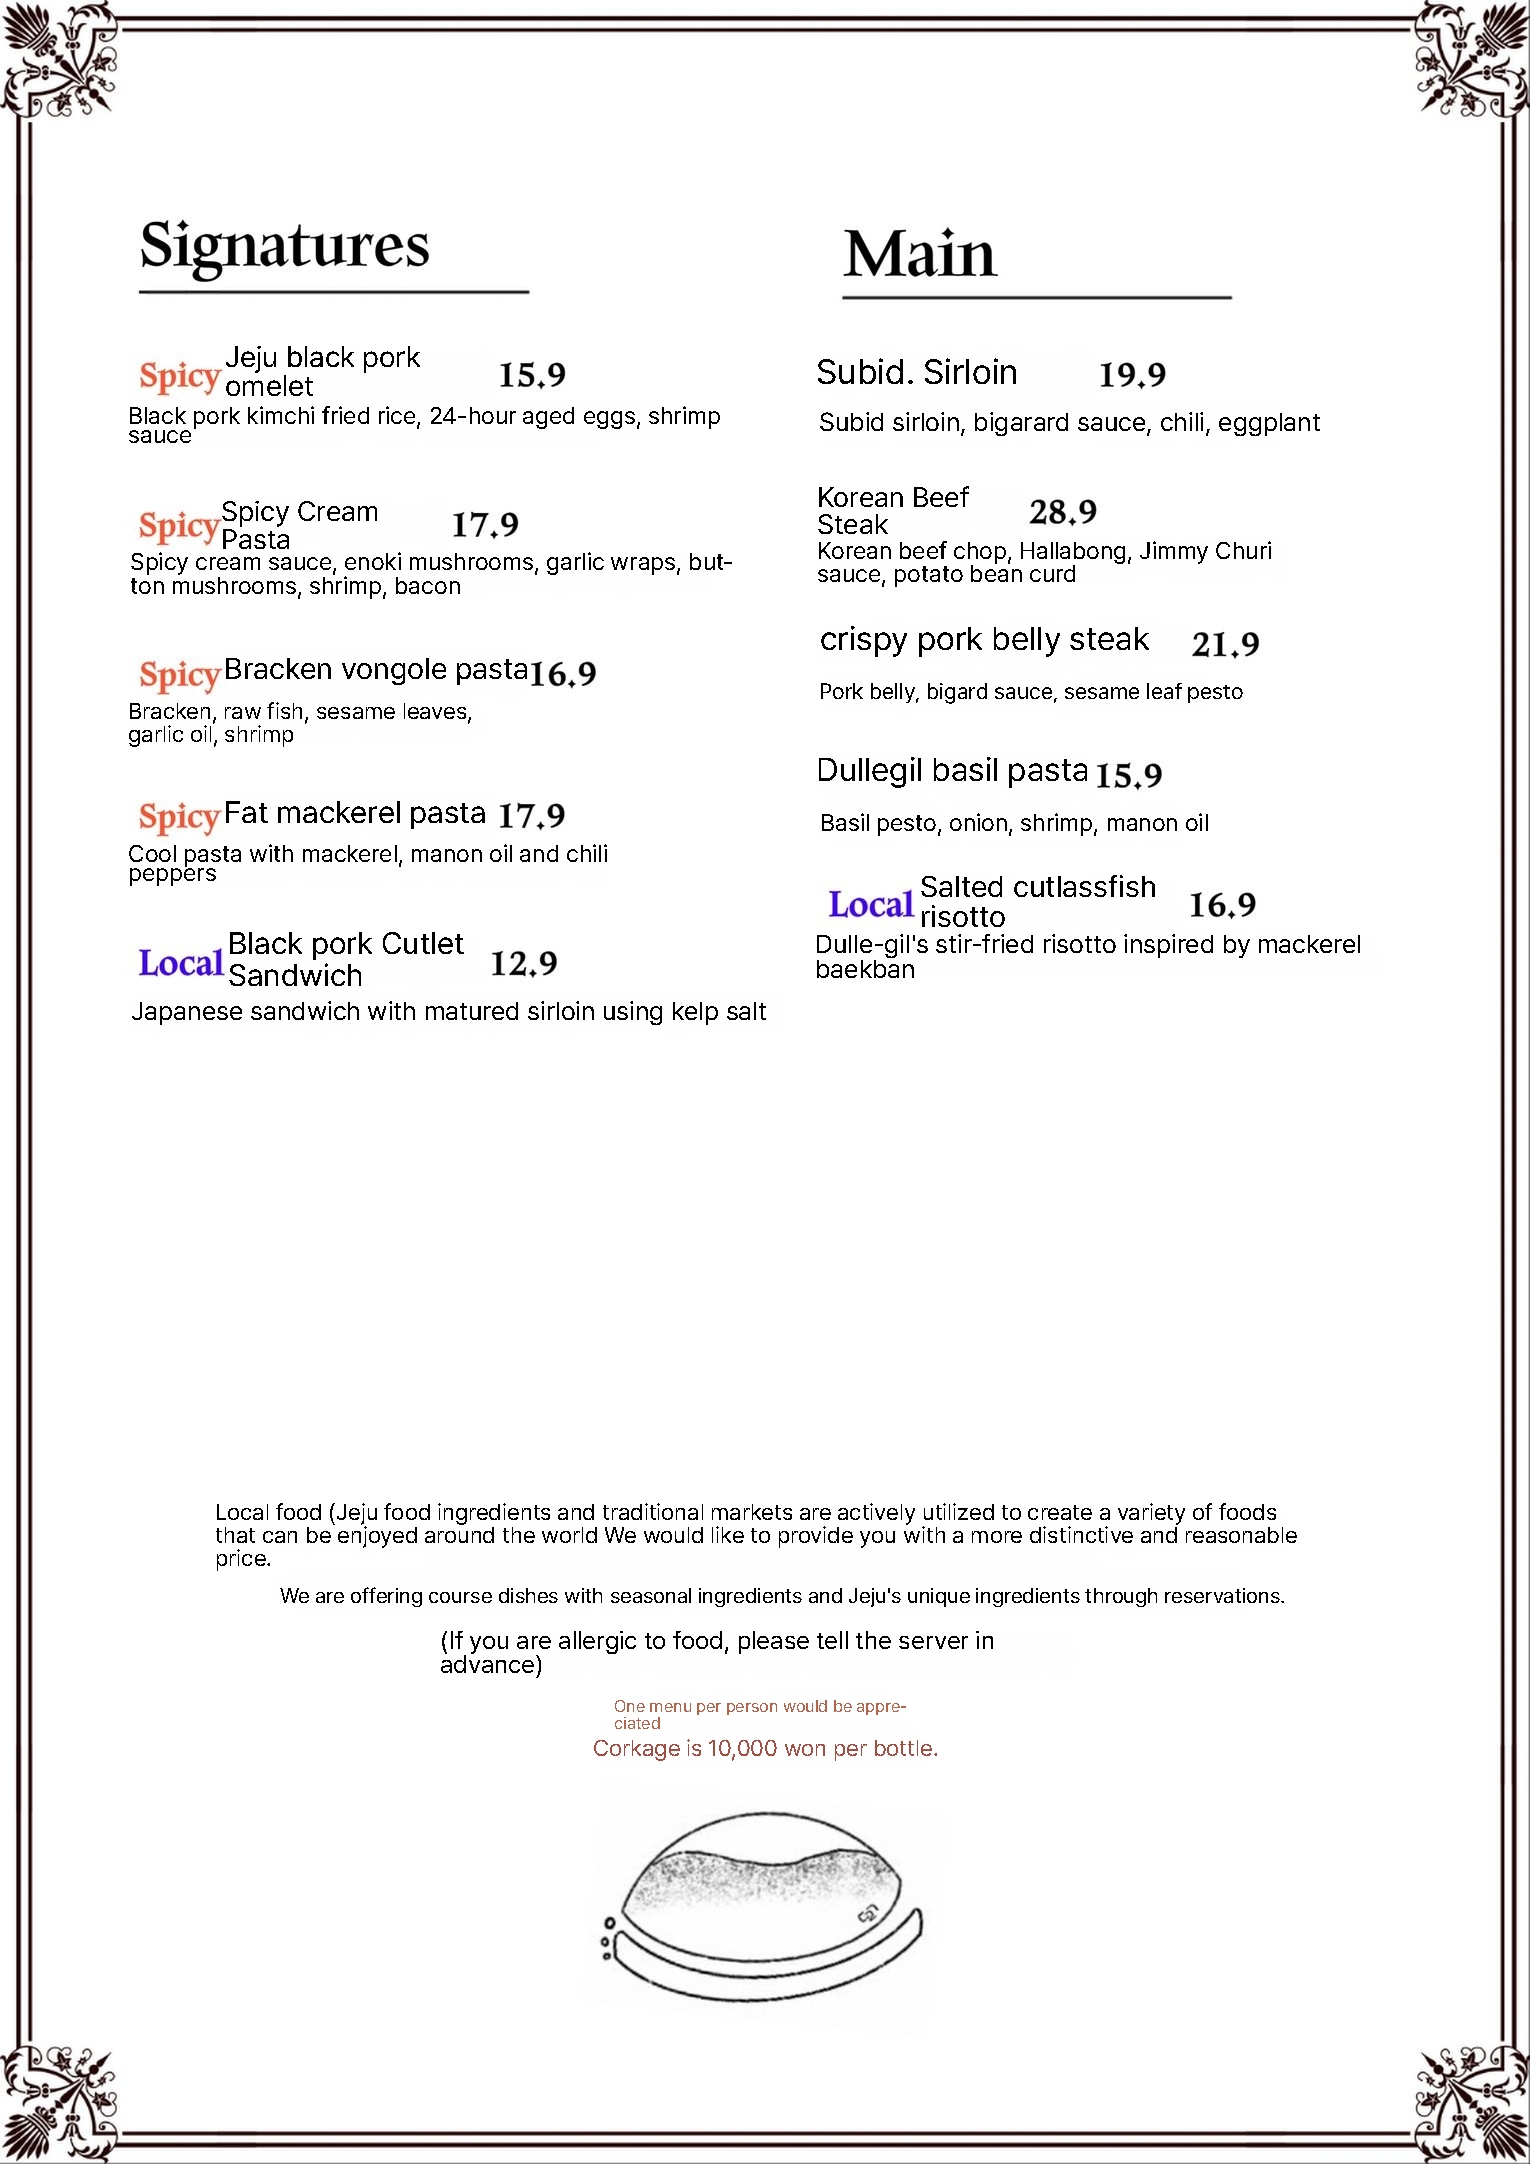 Signatures
Spicy Jeju black pork
omelet 15.9
Black pork kimchi fried rice, 24-hour aged eggs, shrimp
sauce
Spicy Spicy Cream
Pasta 17.9
Spicy cream sauce, enoki mushrooms, garlic wraps, but-
ton mushrooms, shrimp, bacon
Spicy Bracken vongole pasta 16.9
Bracken, raw fish, sesame leaves,
garlic oil, shrimp
Spicy Fat mackerel pasta 17.9
Cool pasta with mackerel, manon oil and chili
peppers
Local Black pork Cutlet
Sandwich 12.9
Japanese sandwich with matured sirloin using kelp salt
Main
Subid. Sirloin 19.9
Subid sirloin, bigarard sauce, chili, eggplant
Korean Beef
Steak 28.9
Korean beef chop, Hallabong, Jimmy Churi
sauce, potato bean curd
crispy pork belly steak 21.9
Pork belly, bigard sauce, sesame leaf pesto
Dullegil basil pasta 15.9
Basil pesto, onion, shrimp, manon oil
Local Salted cutlassfish
risotto 16.9
Dulle-gil's stir-fried risotto inspired by mackerel
baekban
Local food (Jeju food ingredients and traditional markets are actively utilized to create a variety of foods
that can be enjoyed around the world We would like to provide you with a more distinctive and reasonable
price.
We are offering course dishes with seasonal ingredients and Jeju's unique ingredients through reservations.
(If you are allergic to food, please tell the server in
advance)
One menu per person would be appre-
ciated
Corkage is 10,000 won per bottle.